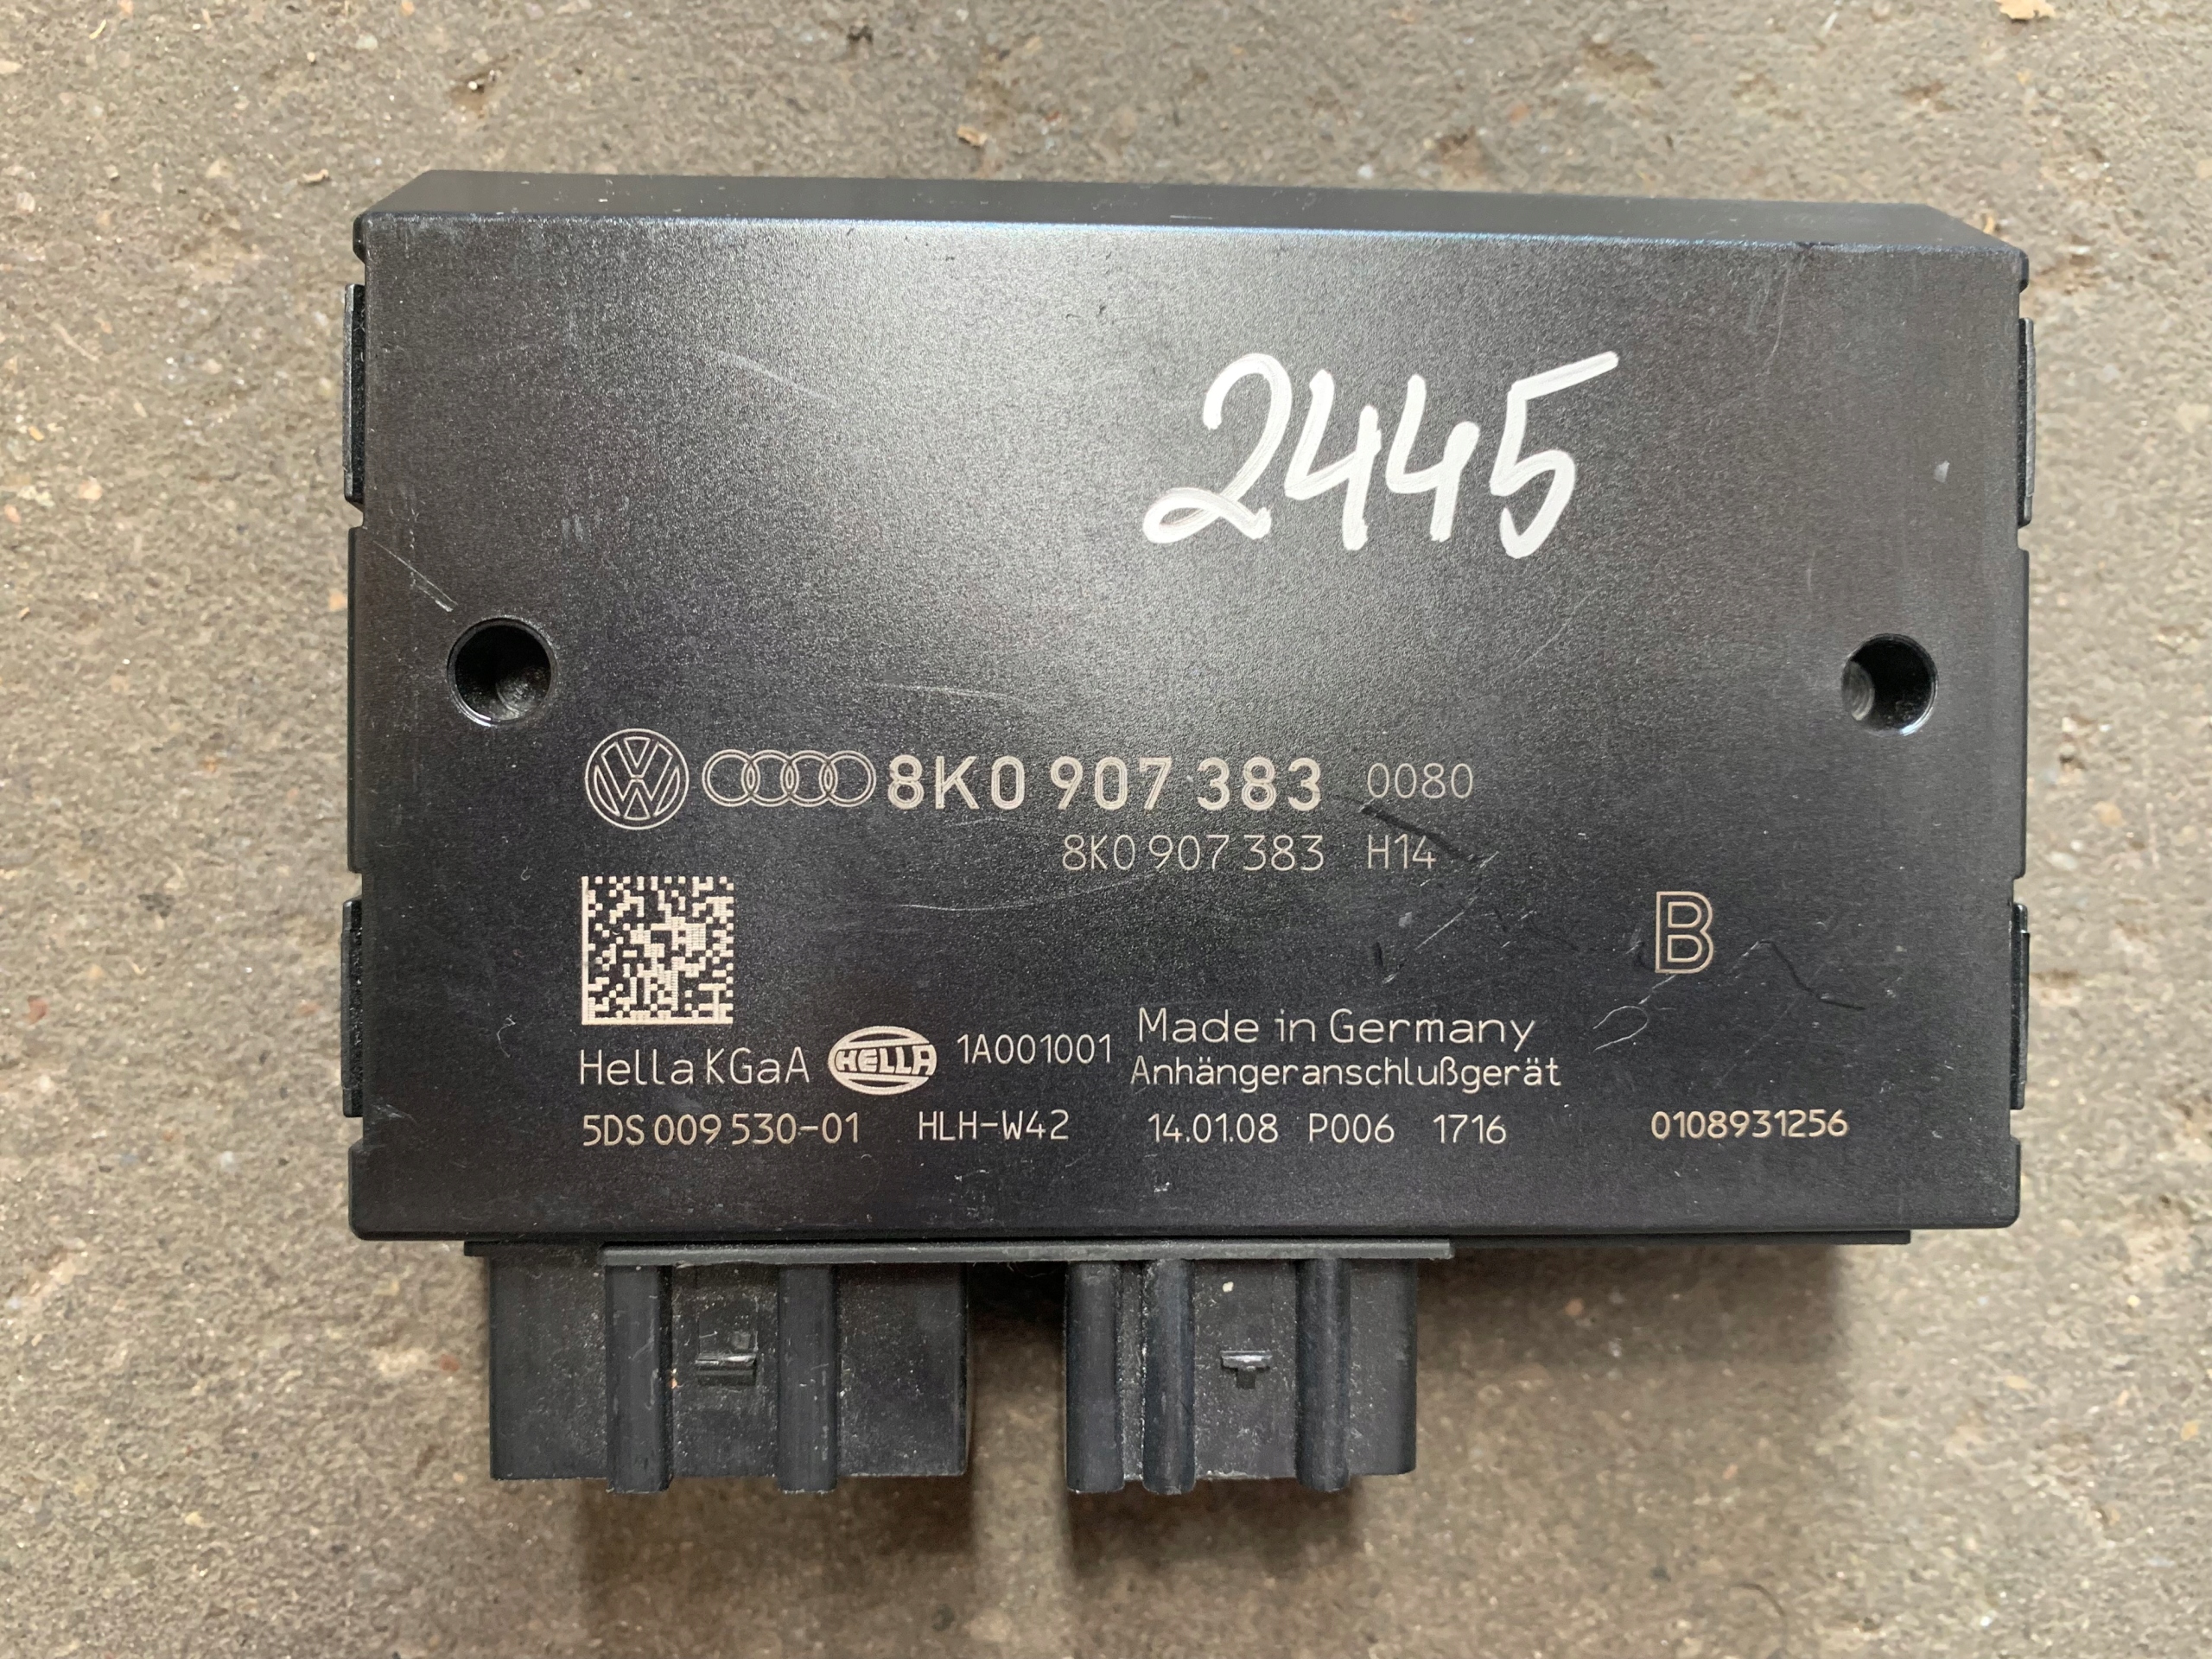 2445
8K0 907 383 0080
8K0 907 383 H14
B
Hella KGaA HELLA 1A001001 Made in Germany
Anhängeranschlußgerät
5DS 009 530-01 HLH-W42 14.01.08 P006 1716 0108931256